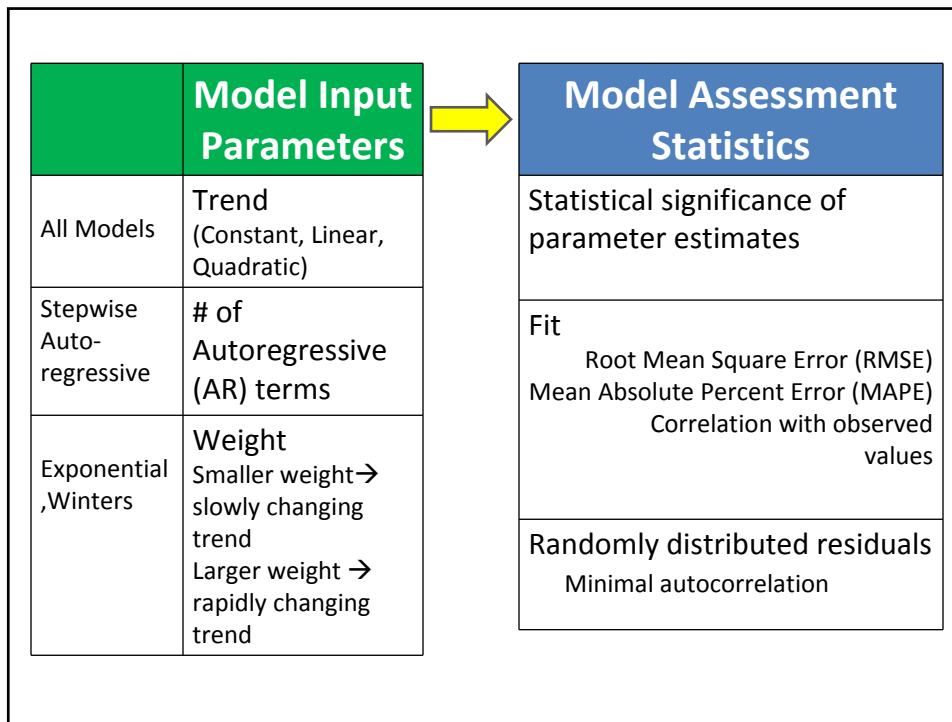 Model Input
Parameters
All Models
Trend
(Constant, Linear,
Quadratic)
Stepwise
Auto-
regressive
# of
Autoregressive
(AR) terms
Exponential
,Winters
Weight
Smaller weight→
slowly changing
trend
Larger weight →
rapidly changing
trend
Model Assessment
Statistics
Statistical significance of
parameter estimates
Fit
Root Mean Square Error (RMSE)
Mean Absolute Percent Error (MAPE)
Correlation with observed
values
Randomly distributed residuals
Minimal autocorrelation